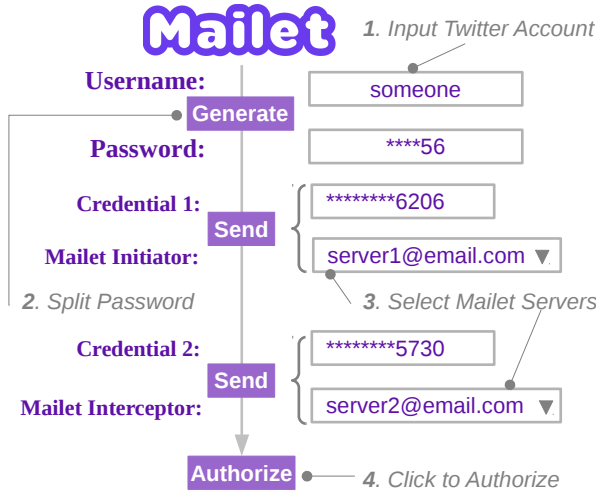 Mailet
1. Input Twitter Account
Username:
someone
Generate
Password:
****56
Credential 1:
********6206
Send
Mailet Initiator:
server1@email.com ▼
2. Split Password
3. Select Mailet Servers
Credential 2:
********5730
Send
Mailet Interceptor:
server2@email.com ▼
Authorize
4. Click to Authorize